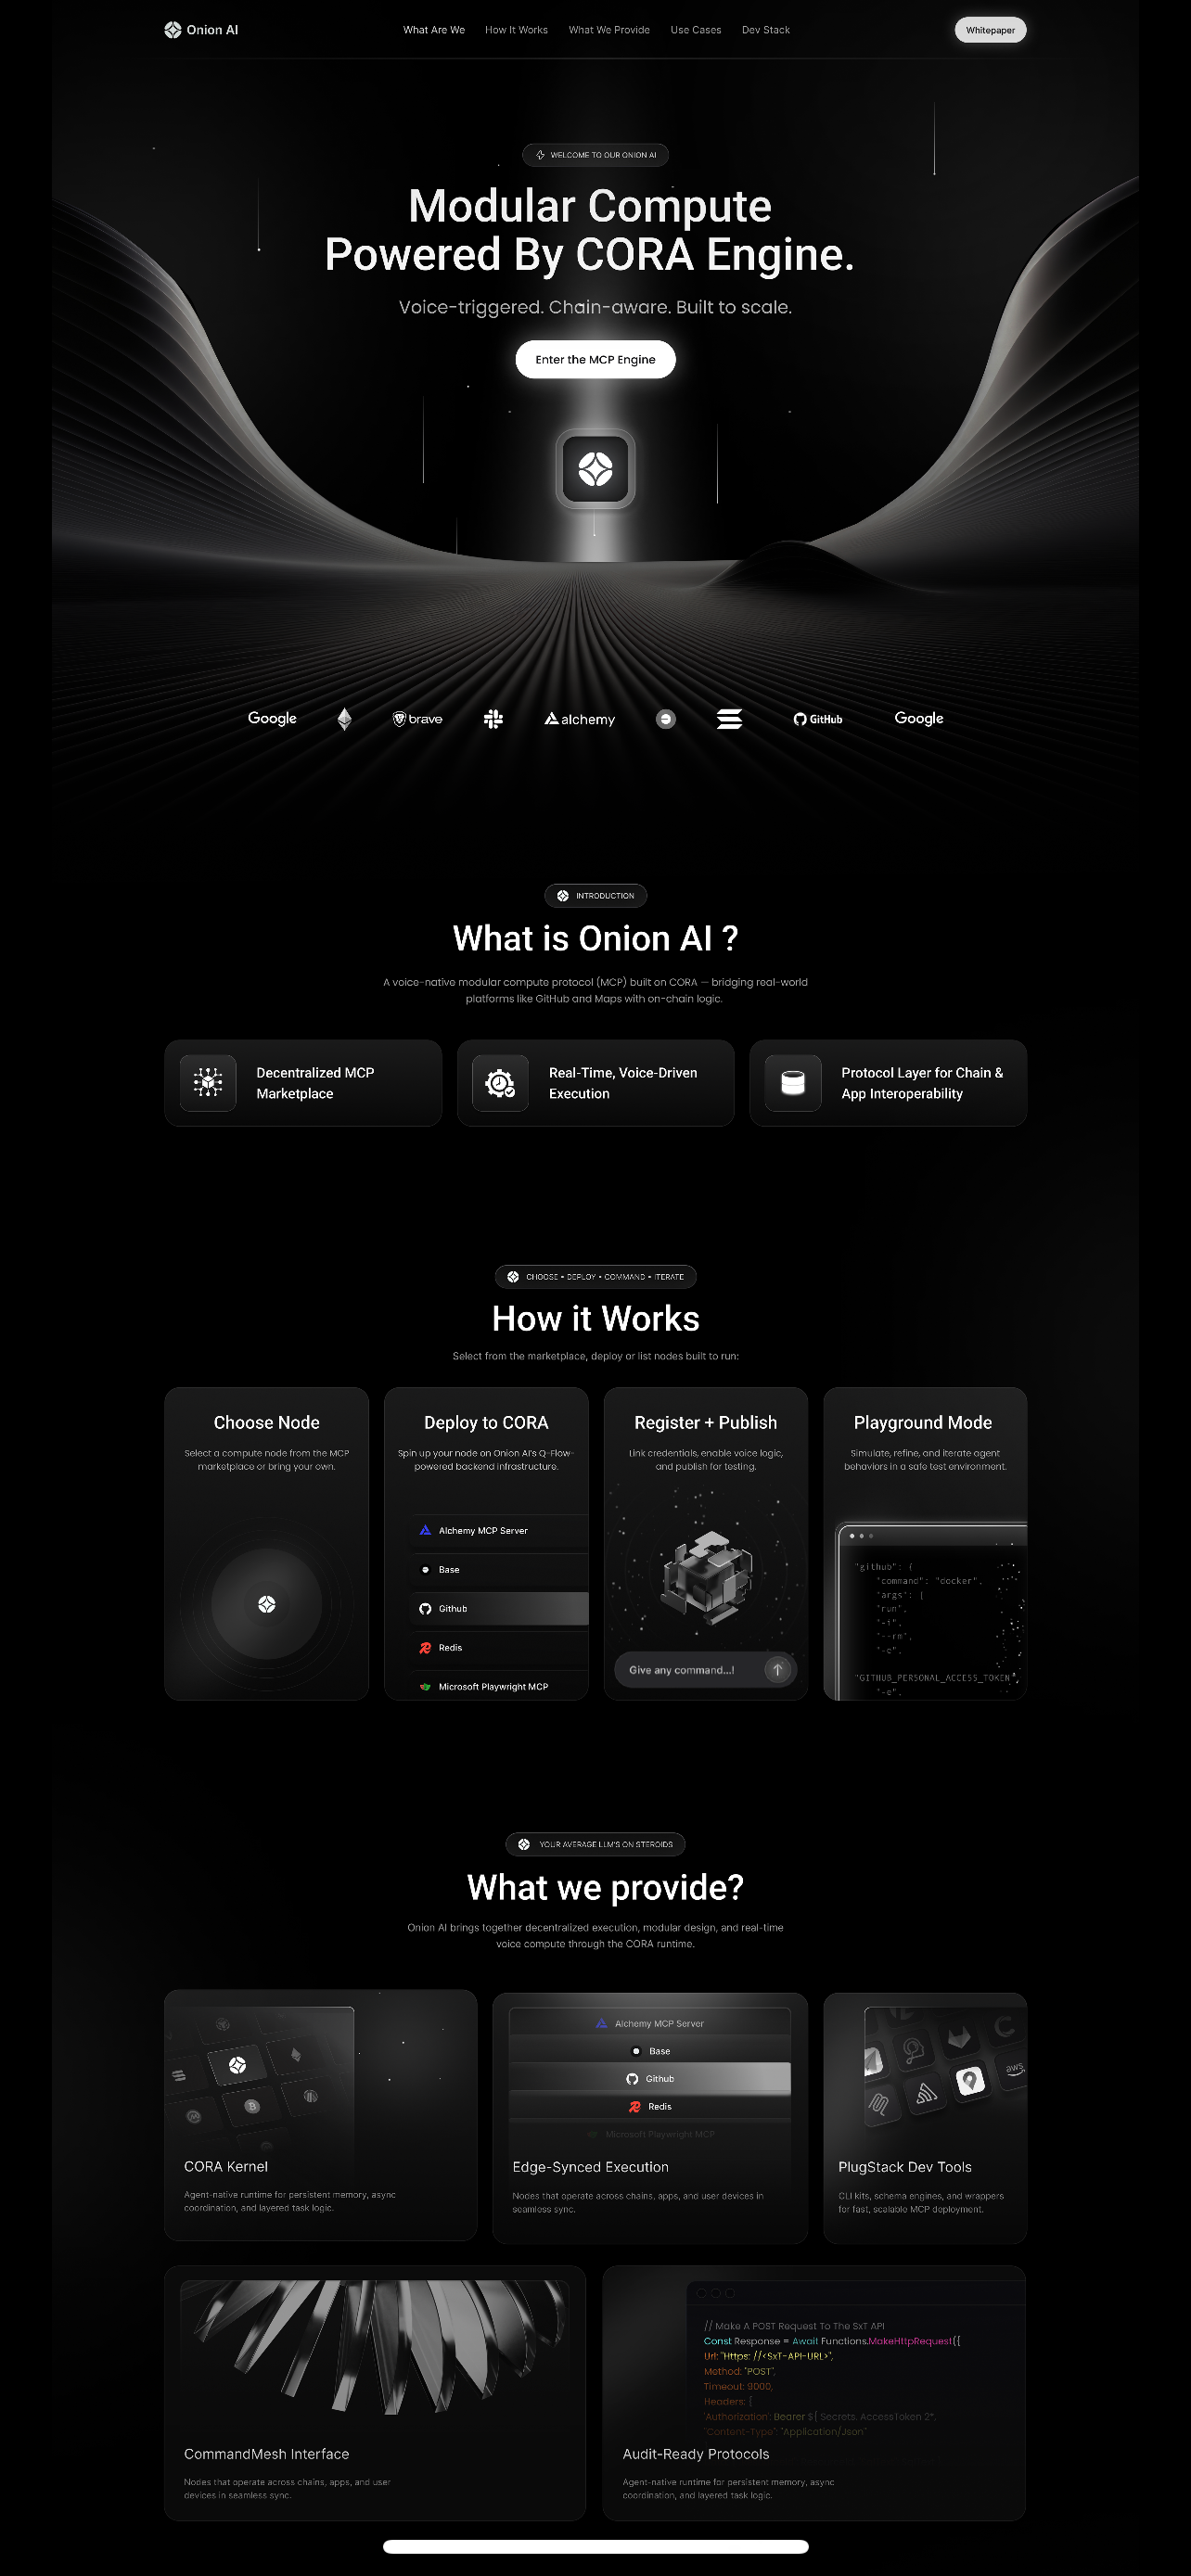 Onion AI
What Are We
How It Works
What We Provide
Use Cases
Dev Stack
Whitepaper
WELCOME TO OUR ONION AI
Modular Compute
Powered By CORA Engine.
Voice-triggered. Chain-aware. Built to scale.
Enter the MCP Engine
Google
brave
alchemy
GitHub
Google
INTRODUCTION
What is Onion AI ?
A voice-native modular compute protocol (MCP) built on CORA — bridging real-world
platforms like GitHub and Maps with on-chain logic.
Decentralized MCP
Marketplace
Real-Time, Voice-Driven
Execution
Protocol Layer for Chain &
App Interoperability
CHOOSE • DEPLOY • COMMAND • ITERATE
How it Works
Select from the marketplace, deploy or list nodes built to run:
Choose Node
Select a compute node from the MCP
marketplace or bring your own.
Deploy to CORA
Spin up your node on Onion AI's Q-Flow-
powered backend infrastructure.
Alchemy MCP Server
Base
Github
Redis
Microsoft Playwright MCP
Register + Publish
Link credentials, enable voice logic,
and publish for testing.
Give any command...!
Playground Mode
Simulate, refine, and iterate agent
behaviors in a safe test environment.
"github": {
"command": "docker",
"args": [
"run",
"-i",
"--rm",
"-e",
"GITHUB_PERSONAL_ACCESS_TOKEN",
"-e",
YOUR AVERAGE LLM'S ON STEROIDS
What we provide?
Onion AI brings together decentralized execution, modular design, and real-time
voice compute through the CORA runtime.
CORA Kernel
Agent-native runtime for persistent memory, async
coordination, and layered task logic.
Alchemy MCP Server
Base
Github
Redis
Microsoft Playwright MCP
Edge-Synced Execution
Nodes that operate across chains, apps, and user devices in
seamless sync.
aws
PlugStack Dev Tools
CLI kits, schema engines, and wrappers
for fast, scalable MCP deployment.
CommandMesh Interface
Nodes that operate across chains, apps, and user
devices in seamless sync.
// Make A POST Request To The SxT API
Const Response = Await Functions.MakeHttpRequest({
Url: "Https: //<SxT-API-URL>",
Method: "POST",
Timeout: 9000,
Headers: {
'Authorization': Bearer ${ Secrets. AccessToken 2*,
"Content-Type": "Application/Json"
Audit-Ready Protocols
Agent-native runtime for persistent memory, async
coordination, and layered task logic.